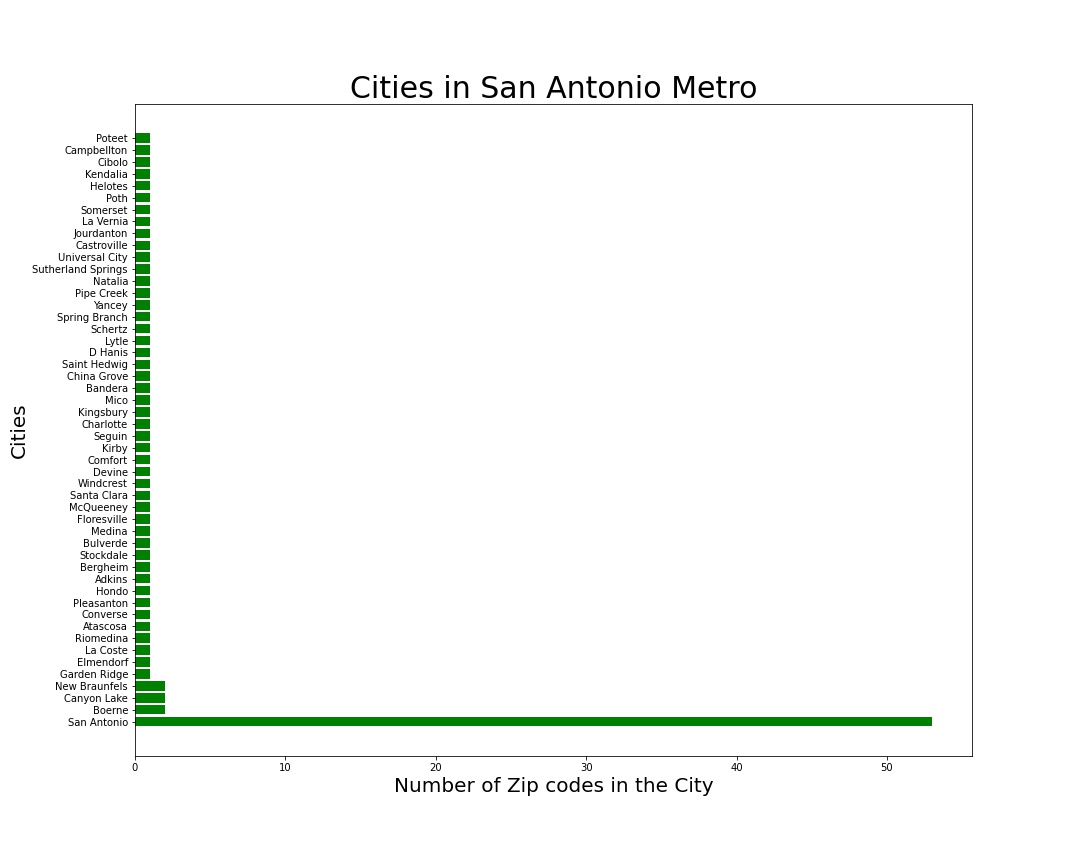 Cities in San Antonio Metro
Poteet
Campbellton
Cibolo
Kendalia
Helotes
Poth
Somerset
La Vernia
Jourdanton
Castroville
Universal City
Sutherland Springs
Natalia
Pipe Creek
Yancey
Spring Branch
Schertz
Lytle
D Hanis
Saint Hedwig
China Grove
Bandera
Mico
Kingsbury
Charlotte
Seguin
Kirby
Comfort
Devine
Windcrest
Santa Clara
McQueeney
Floresville
Medina
Bulverde
Stockdale
Bergheim
Adkins
Hondo
Pleasanton
Converse
Atascosa
Riomedina
La Coste
Elmendorf
Garden Ridge
New Braunfels
Canyon Lake
Boerne
San Antonio
Cities
0 10 20 30 40 50
Number of Zip codes in the City